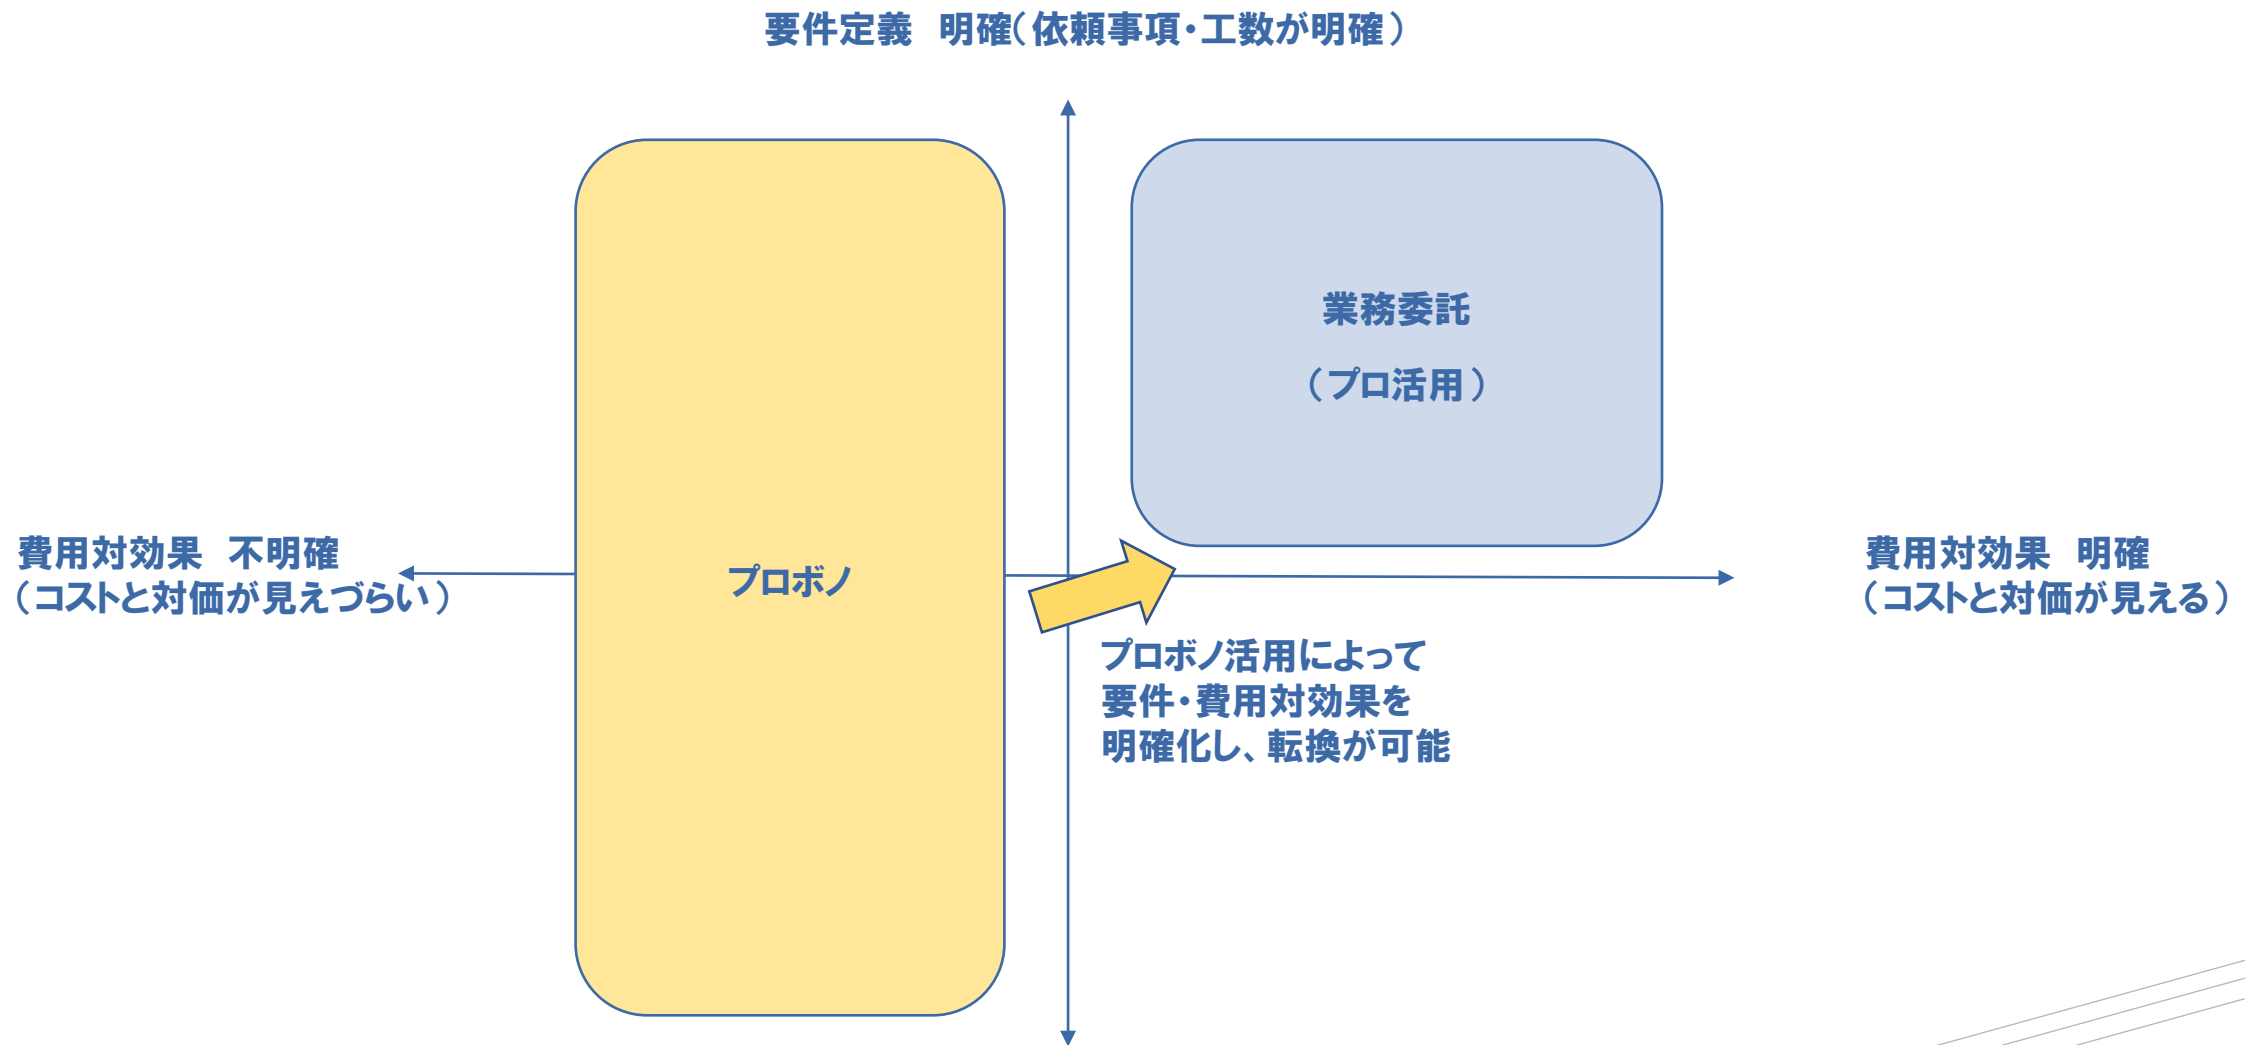 要件定義　明確（依頼事項・工数が明確）
業務委託
（プロ活用）
費用対効果　不明確
（コストと対価が見えづらい）
プロボノ
費用対効果　明確
（コストと対価が見える）
プロボノ活用によって
要件・費用対効果を
明確化し、転換が可能